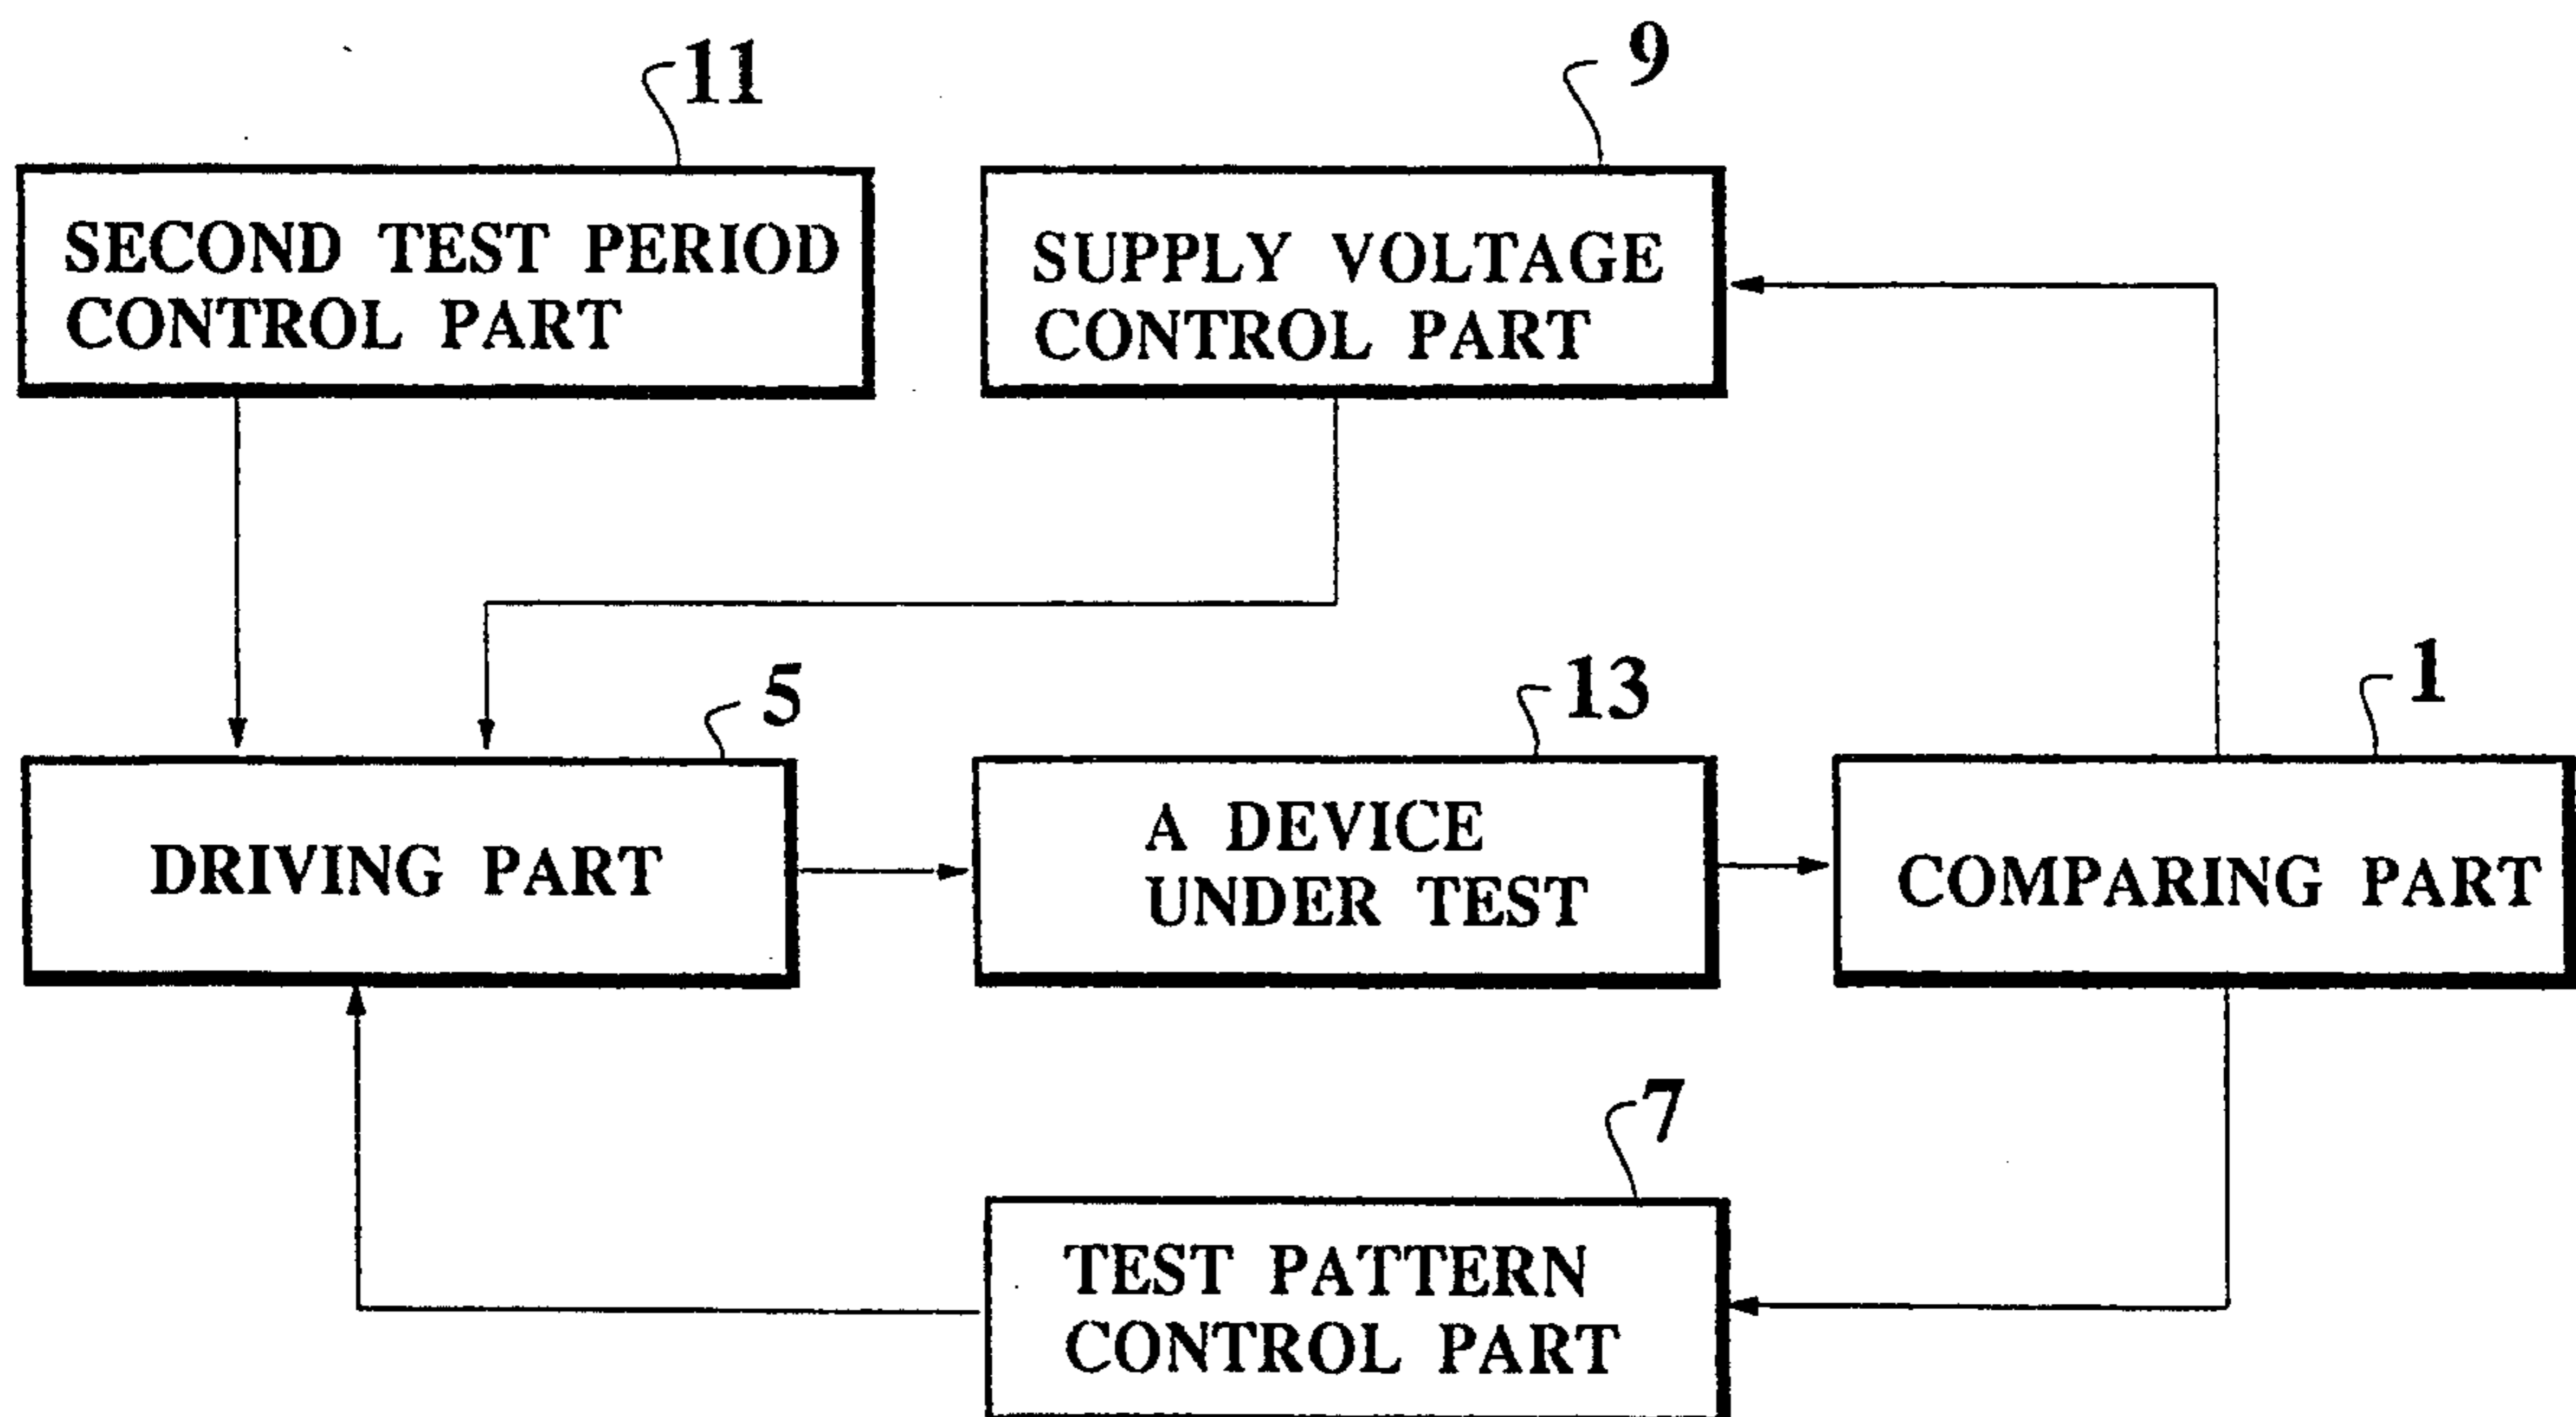 11
9
SECOND TEST PERIOD
CONTROL PART
SUPPLY VOLTAGE
CONTROL PART
5
13
1
DRIVING PART
A DEVICE
UNDER TEST
COMPARING PART
7
TEST PATTERN
CONTROL PART